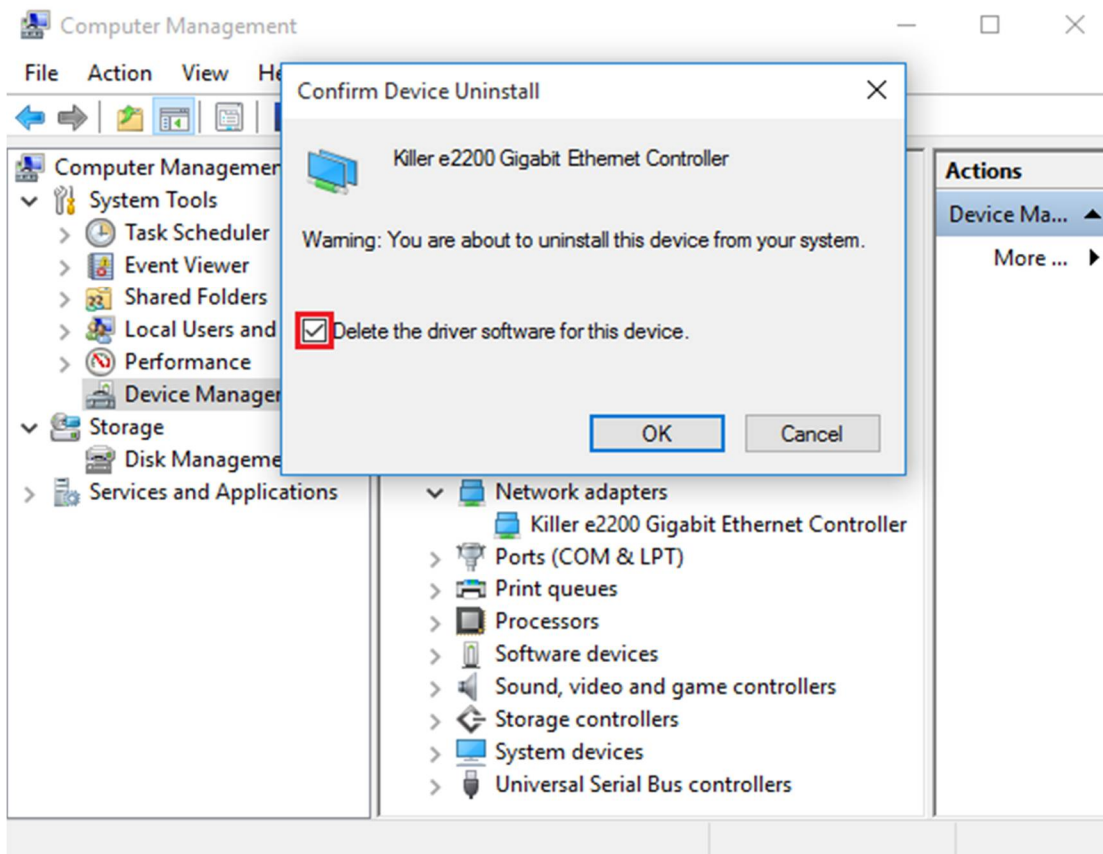 Computer Management
File Action View He
Confirm Device Uninstall
Killer e2200 Gigabit Ethernet Controller
Warning: You are about to uninstall this device from your system.
Delete the driver software for this device.
OK Cancel
Computer Managemen
System Tools
Task Scheduler
Event Viewer
Shared Folders
Local Users and
Performance
Device Manager
Storage
Disk Manageme
Services and Applications
Network adapters
Killer e2200 Gigabit Ethernet Controller
Ports (COM & LPT)
Print queues
Processors
Software devices
Sound, video and game controllers
Storage controllers
System devices
Universal Serial Bus controllers
Actions
Device Ma...
More ...